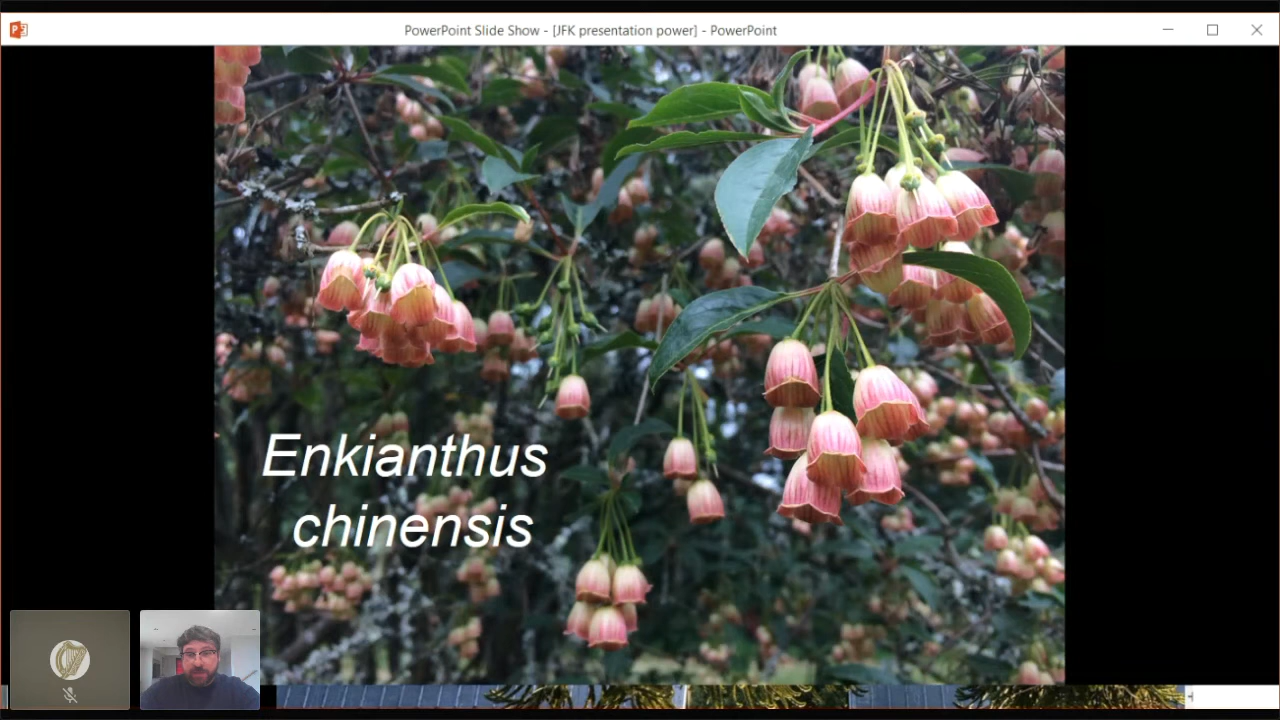 PowerPoint Slide Show - [JFK presentation power] - PowerPoint
Enkianthus
chinensis